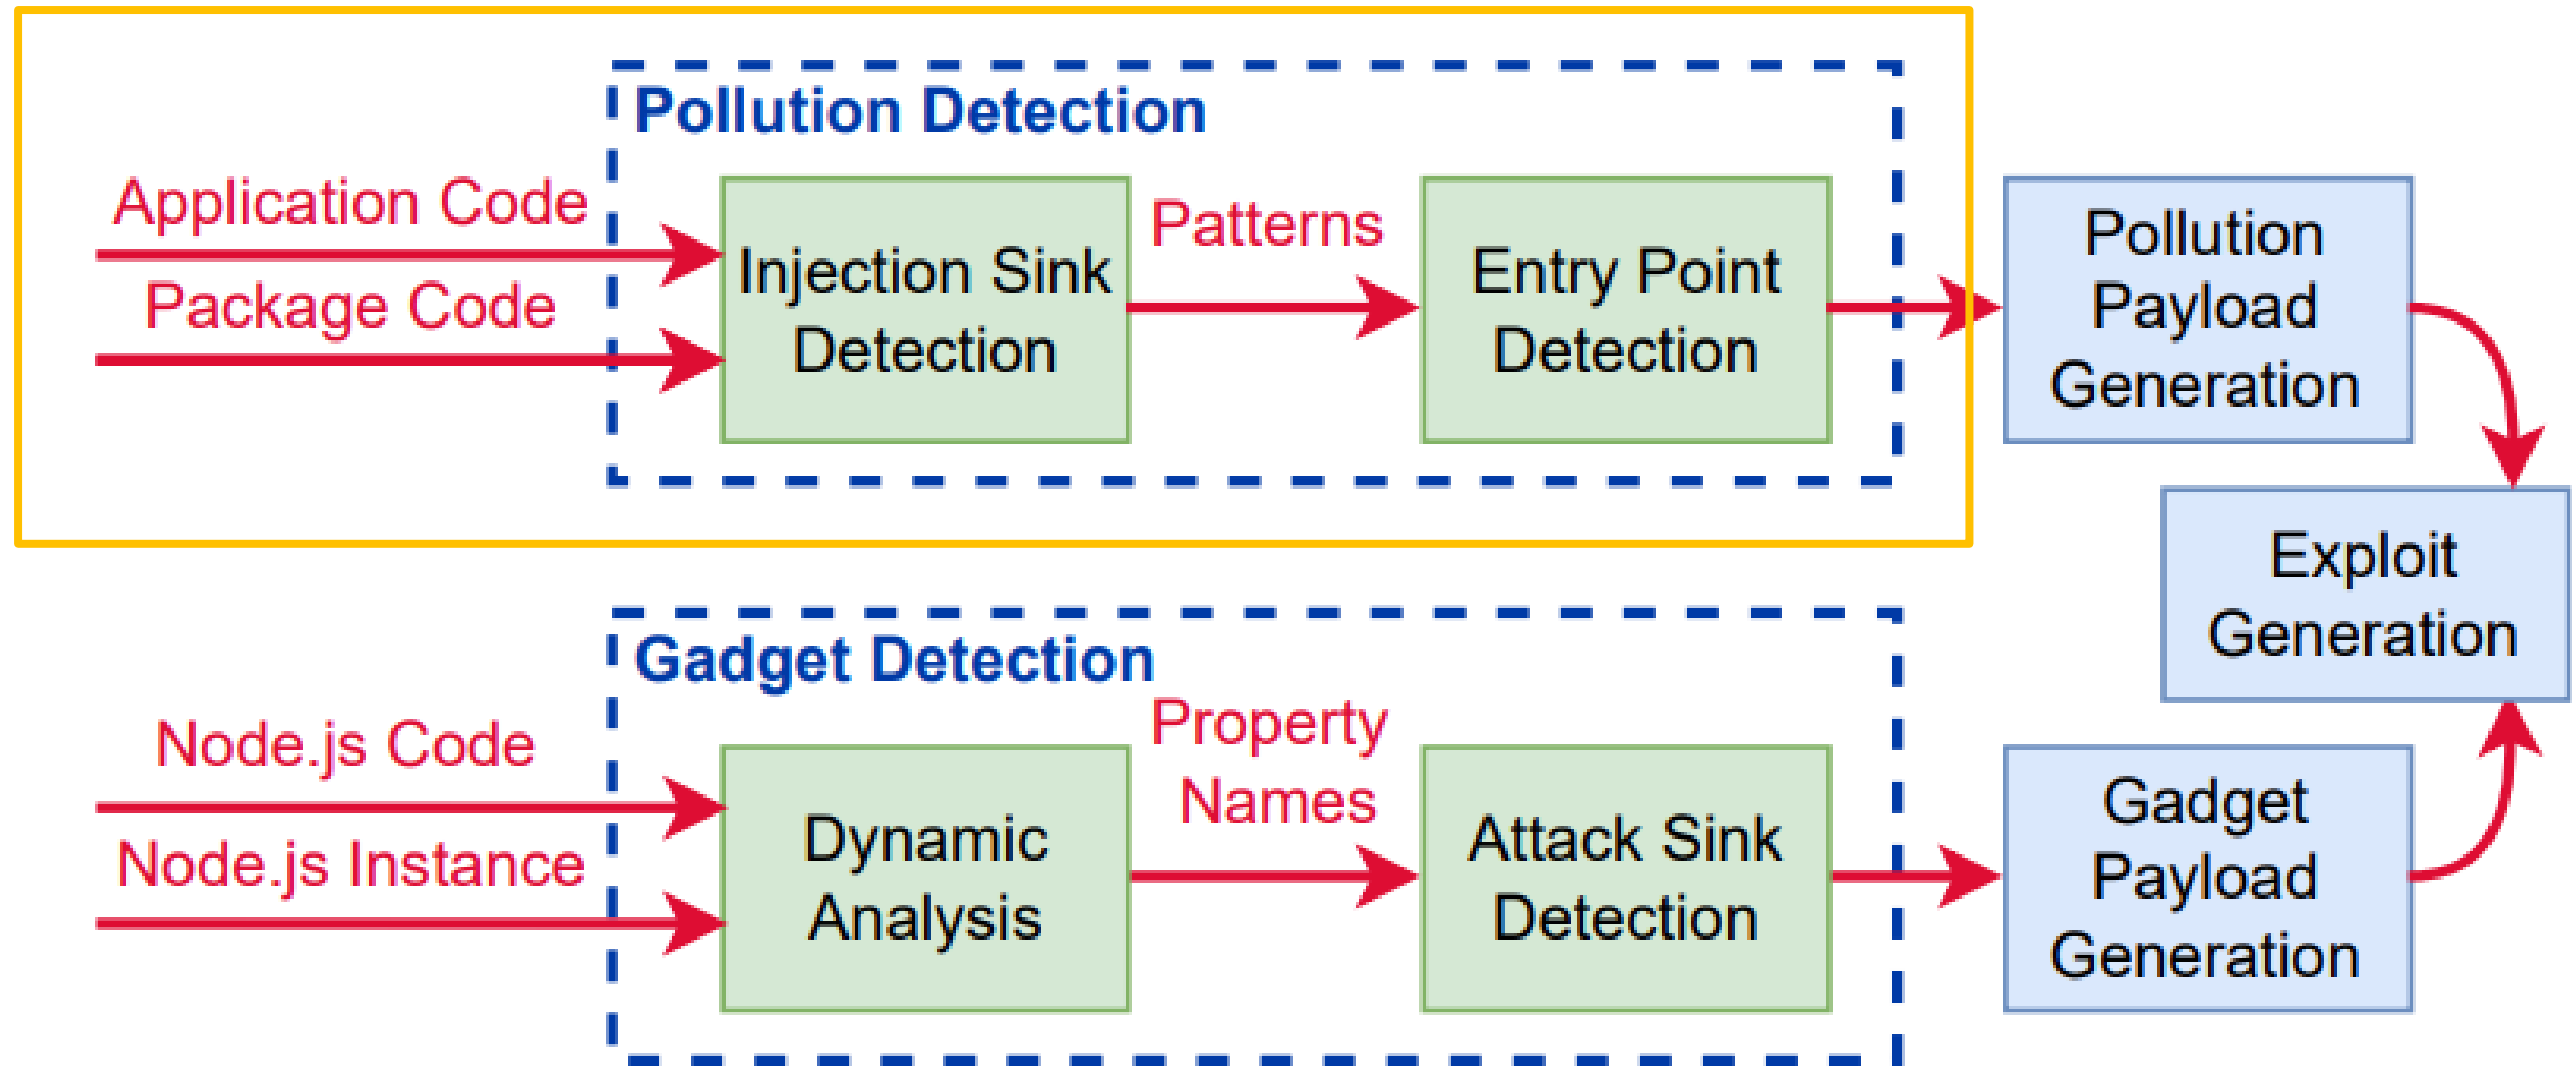 Pollution Detection
Application Code
Package Code
Injection Sink
Detection
Patterns
Entry Point
Detection
Pollution
Payload
Generation
Exploit
Generation
Gadget Detection
Node.js Code
Node.js Instance
Dynamic
Analysis
Property
Names
Attack Sink
Detection
Gadget
Payload
Generation